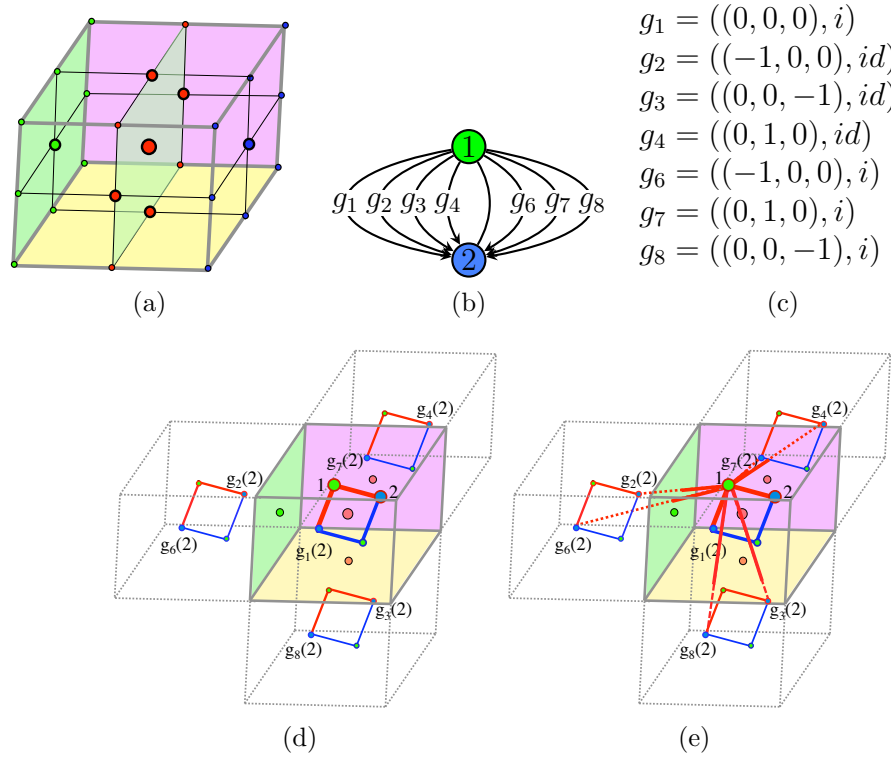 g₁ = ((0, 0, 0), i)
g₂ = ((−1, 0, 0), id)
g₃ = ((0, 0, −1), id)
g₄ = ((0, 1, 0), id)
g₆ = ((−1, 0, 0), i)
g₇ = ((0, 1, 0), i)
g₈ = ((0, 0, −1), i)
1
g₁ g₂ g₃ g₄ g₆ g₇ g₈
2
(a) (b) (c)
g₄(2)
g₇(2)
g₂(2)
1
2
g₆(2)
g₁(2)
g₃(2)
g₈(2)
(d)
g₄(2)
g₇(2)
g₂(2)
1
2
g₆(2)
g₁(2)
g₃(2)
g₈(2)
(e)